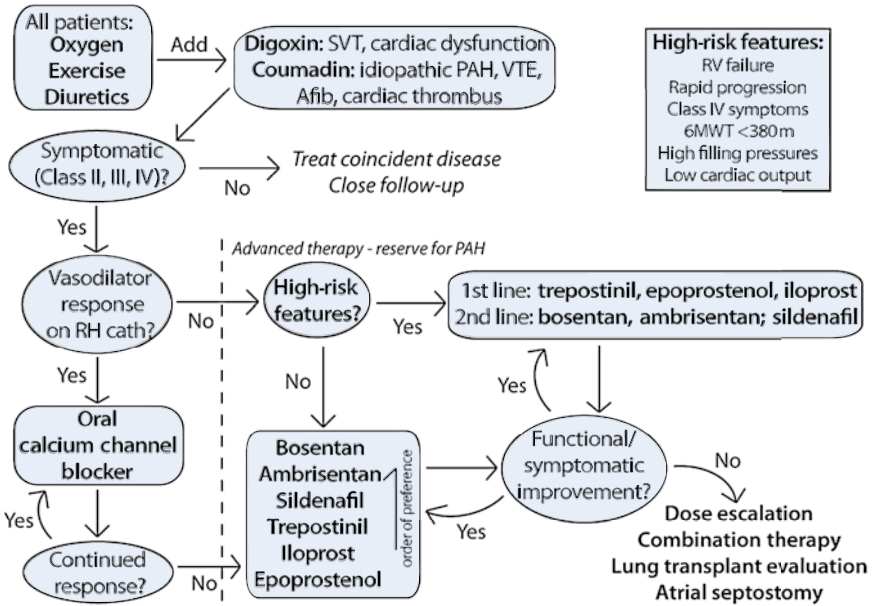 All patients:
Oxygen
Exercise
Diuretics
Add
Digoxin: SVT, cardiac dysfunction
Coumadin: idiopathic PAH, VTE,
Afib, cardiac thrombus
High-risk features:
RV failure
Rapid progression
Class IV symptoms
6MWT <380m
High filling pressures
Low cardiac output
Symptomatic
(Class II, III, IV)?
No
Treat coincident disease
Close follow-up
Yes
Advanced therapy - reserve for PAH
Vasodilator
response
on RH cath?
No
High-risk
features?
Yes
1st line: trepostinil, epoprostenol, iloprost
2nd line: bosentan, ambrisentan; sildenafil
Yes
Oral
calcium channel
blocker
Yes
Continued
response?
No
No
Bosentan
Ambrisentan
Sildenafil
Trepostinil
Iloprost
Epoprostenol
order of preference
Yes
Functional/
symptomatic
improvement?
Yes
No
Dose escalation
Combination therapy
Lung transplant evaluation
Atrial septostomy